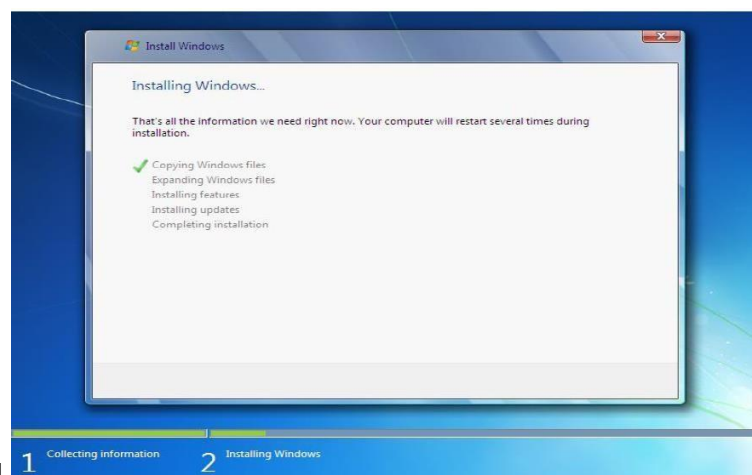 Install Windows
Installing Windows...
That's all the information we need right now. Your computer will restart several times during
installation.
Copying Windows files
Expanding Windows files
Installing features
Installing updates
Completing installation
1 Collecting information 2 Installing Windows